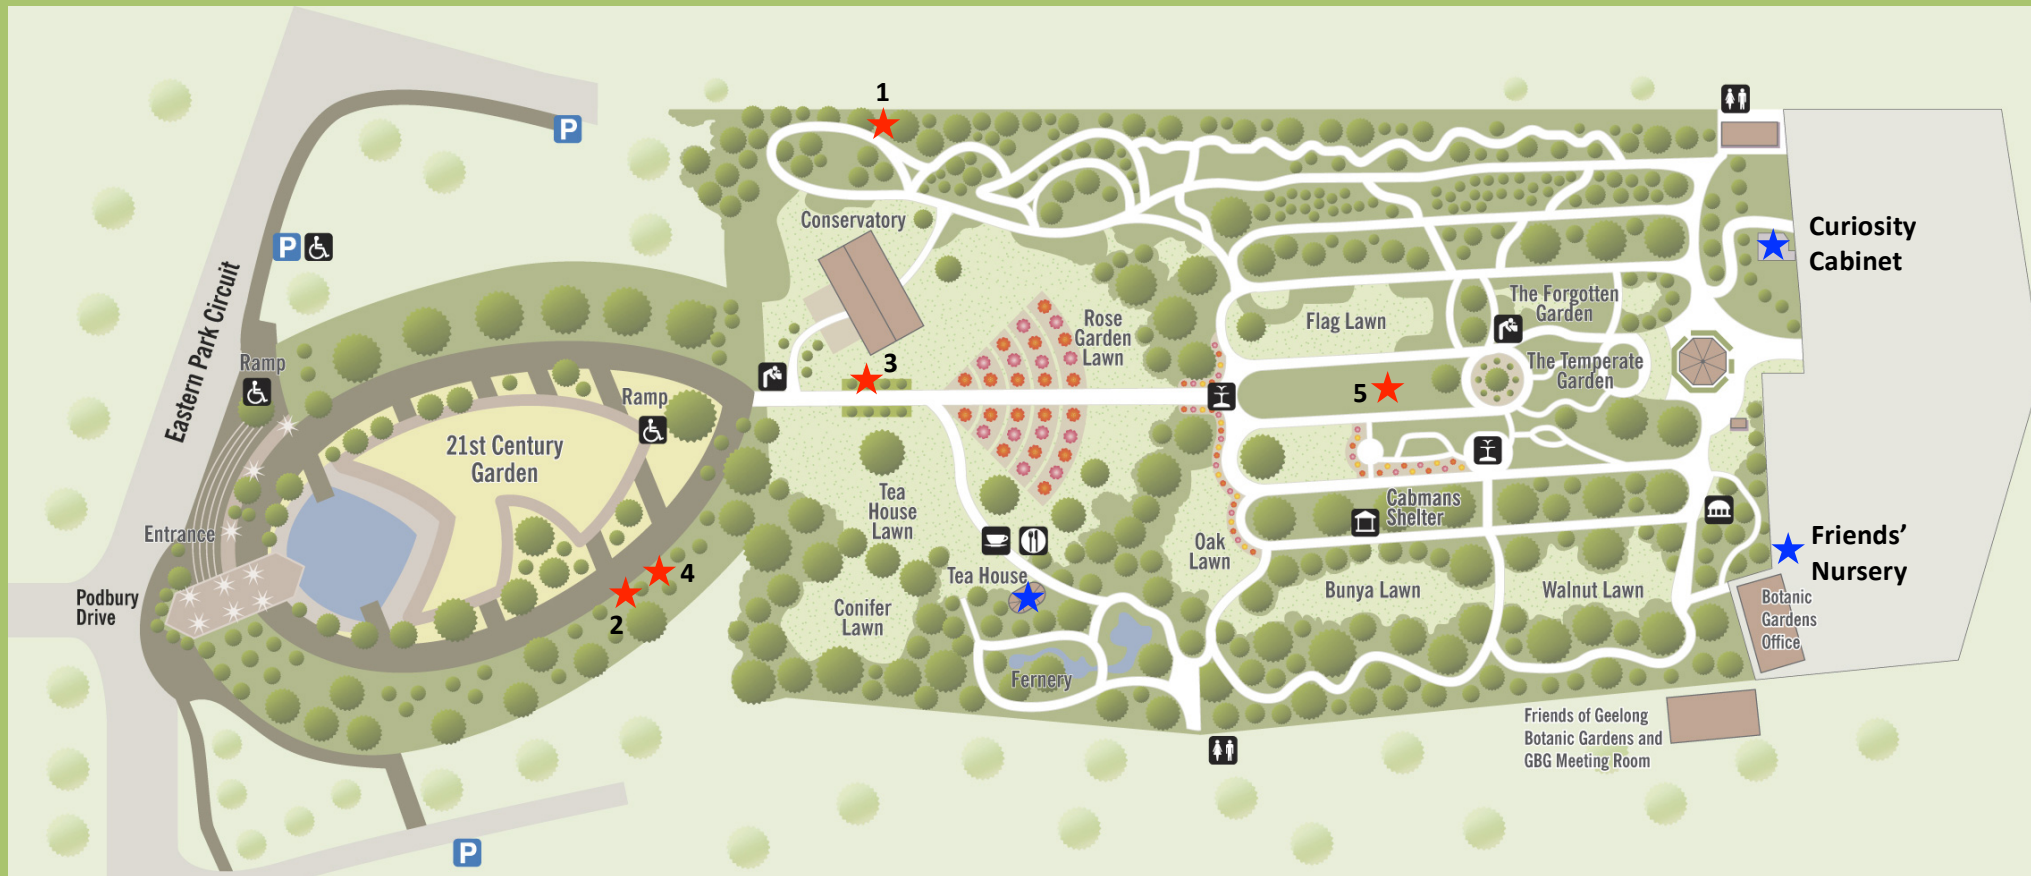 1
P
Conservatory
Curiosity
Cabinet
P
Eastern Park Circuit
The Forgotten
Garden
Rose
Garden
Lawn
Flag Lawn
Ramp
3
The Temperate
Garden
5
Ramp
21st Century
Garden
Tea
House
Lawn
Cabmans
Shelter
Entrance
Oak
Lawn
Friends'
Nursery
4
2
Tea House
Bunya Lawn
Walnut Lawn
Podbury
Drive
Conifer
Lawn
Botanic
Gardens
Office
Fernery
Friends of Geelong
Botanic Gardens and
GBG Meeting Room
P